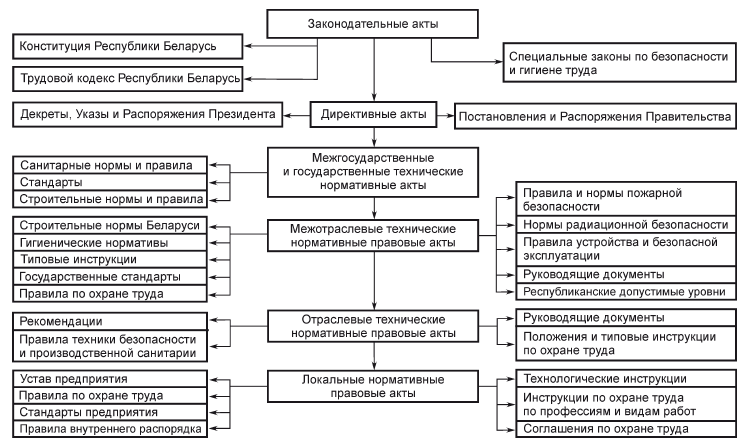 Законодательные акты
Конституция Республики Беларусь
Трудовой кодекс Республики Беларусь
Специальные законы по безопасности
и гигиене труда
Декреты, Указы и Распоряжения Президента
Директивные акты
Постановления и Распоряжения Правительства
Межгосударственные
и государственные технические
нормативные акты
Санитарные нормы и правила
Стандарты
Строительные нормы и правила
Межотраслевые технические
нормативные правовые акты
Строительные нормы Беларуси
Гигиенические нормативы
Типовые инструкции
Государственные стандарты
Правила по охране труда
Правила и нормы пожарной
безопасности
Нормы радиационной безопасности
Правила устройства и безопасной
эксплуатации
Руководящие документы
Республиканские допустимые уровни
Отраслевые технические
нормативные правовые акты
Рекомендации
Правила техники безопасности
и производственной санитарии
Руководящие документы
Положения и типовые инструкции
по охране труда
Локальные нормативные
правовые акты
Устав предприятия
Правила по охране труда
Стандарты предприятия
Правила внутреннего распорядка
Технологические инструкции
Инструкции по охране труда
по профессиям и видам работ
Соглашения по охране труда